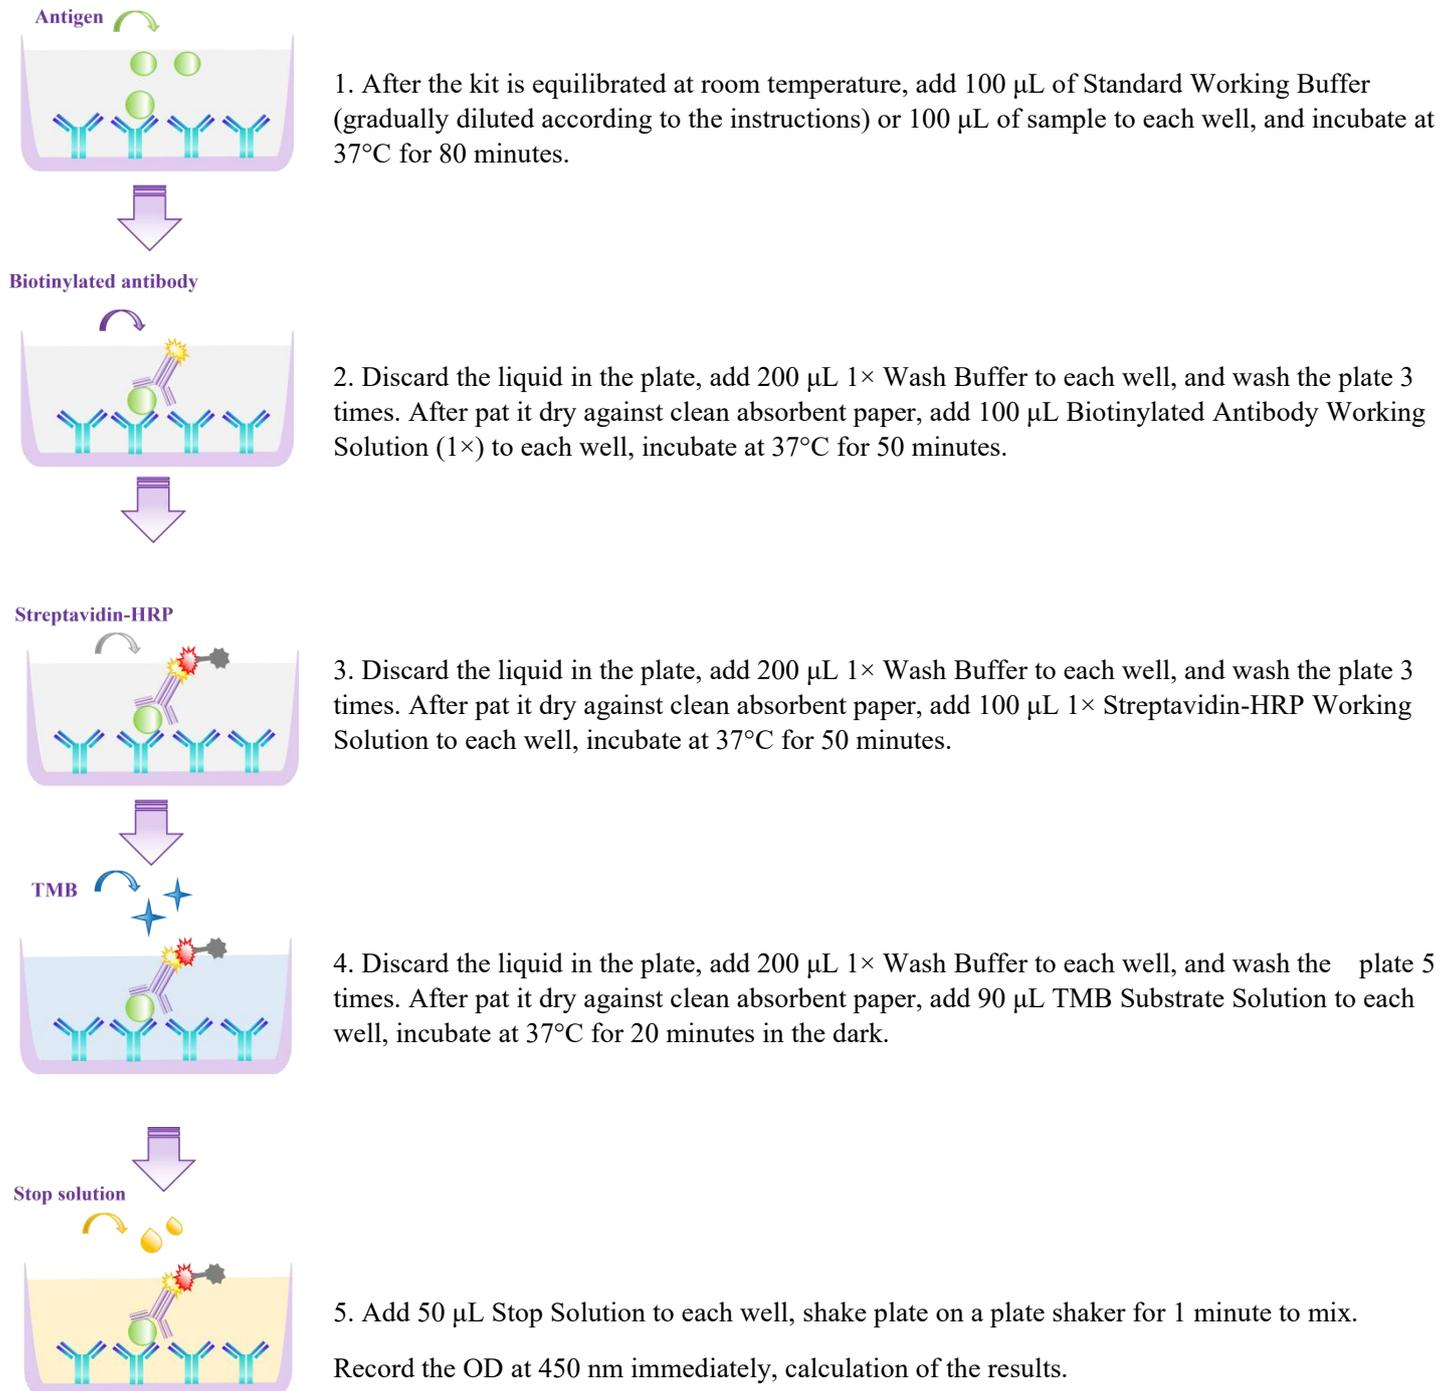 Antigen
1. After the kit is equilibrated at room temperature, add 100 μL of Standard Working Buffer
(gradually diluted according to the instructions) or 100 μL of sample to each well, and incubate at
37°C for 80 minutes.
Biotinylated antibody
2. Discard the liquid in the plate, add 200 μL 1× Wash Buffer to each well, and wash the plate 3
times. After pat it dry against clean absorbent paper, add 100 μL Biotinylated Antibody Working
Solution (1×) to each well, incubate at 37°C for 50 minutes.
Streptavidin-HRP
3. Discard the liquid in the plate, add 200 μL 1× Wash Buffer to each well, and wash the plate 3
times. After pat it dry against clean absorbent paper, add 100 μL 1× Streptavidin-HRP Working
Solution to each well, incubate at 37°C for 50 minutes.
TMB
4. Discard the liquid in the plate, add 200 μL 1× Wash Buffer to each well, and wash the plate 5
times. After pat it dry against clean absorbent paper, add 90 μL TMB Substrate Solution to each
well, incubate at 37°C for 20 minutes in the dark.
Stop solution
5. Add 50 μL Stop Solution to each well, shake plate on a plate shaker for 1 minute to mix.
Record the OD at 450 nm immediately, calculation of the results.